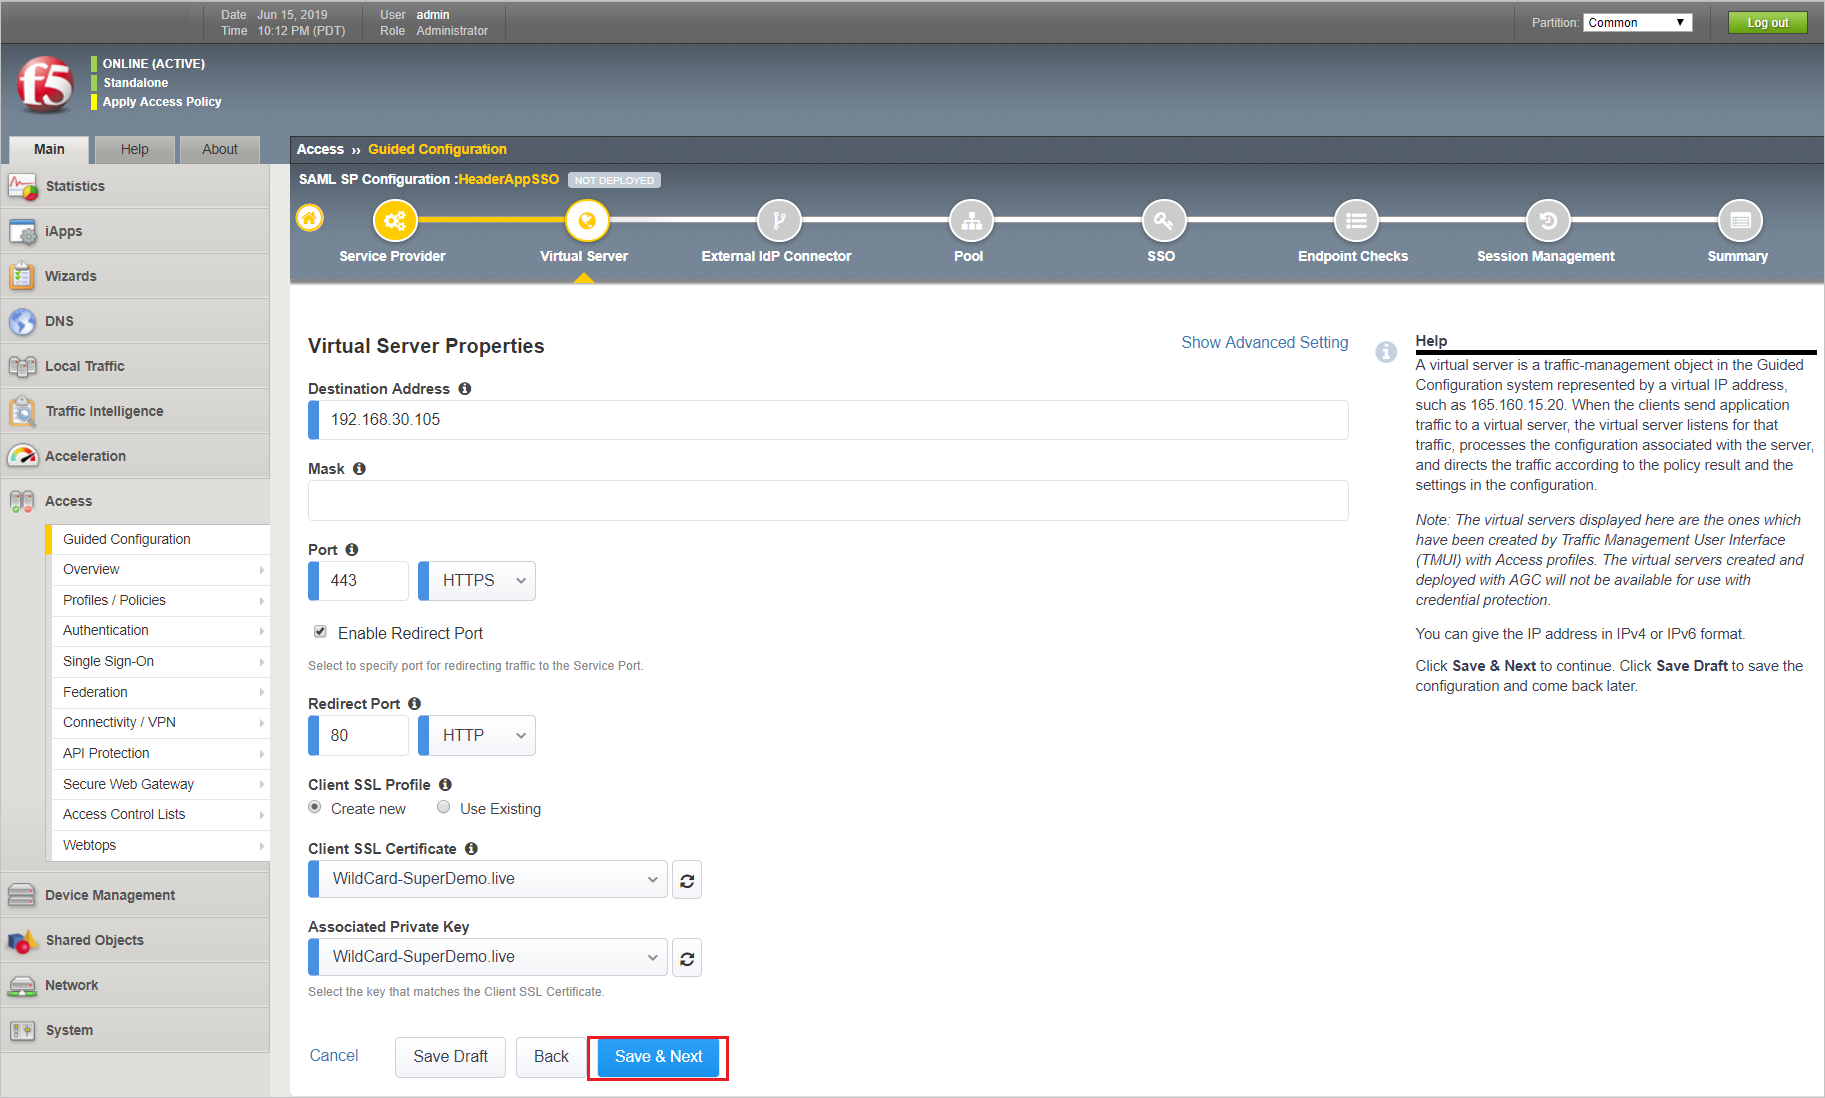 Date Jun 15, 2019
Time 10:12 PM (PDT)
User admin
Role Administrator
Partition: Common
Log out
f5
ONLINE (ACTIVE)
Standalone
Apply Access Policy
Main
Help
About
Access ›› Guided Configuration
SAML SP Configuration :HeaderAppSSO NOT DEPLOYED
Service Provider
Virtual Server
External IdP Connector
Pool
SSO
Endpoint Checks
Session Management
Summary
Statistics
iApps
Wizards
DNS
Local Traffic
Traffic Intelligence
Acceleration
Access
Guided Configuration
Overview
Profiles / Policies
Authentication
Single Sign-On
Federation
Connectivity / VPN
API Protection
Secure Web Gateway
Access Control Lists
Webtops
Device Management
Shared Objects
Network
System
Virtual Server Properties
Show Advanced Setting
Destination Address
192.168.30.105
Mask
Port
443
HTTPS
Enable Redirect Port
Select to specify port for redirecting traffic to the Service Port.
Redirect Port
80
HTTP
Client SSL Profile
Create new
Use Existing
Client SSL Certificate
WildCard-SuperDemo.live
Associated Private Key
WildCard-SuperDemo.live
Select the key that matches the Client SSL Certificate.
Cancel
Save Draft
Back
Save & Next
Help
A virtual server is a traffic-management object in the Guided
Configuration system represented by a virtual IP address,
such as 165.160.15.20. When the clients send application
traffic to a virtual server, the virtual server listens for that
traffic, processes the configuration associated with the server,
and directs the traffic according to the policy result and the
settings in the configuration.
Note: The virtual servers displayed here are the ones which
have been created by Traffic Management User Interface
(TMUI) with Access profiles. The virtual servers created and
deployed with AGC will not be available for use with
credential protection.
You can give the IP address in IPv4 or IPv6 format.
Click Save & Next to continue. Click Save Draft to save the
configuration and come back later.